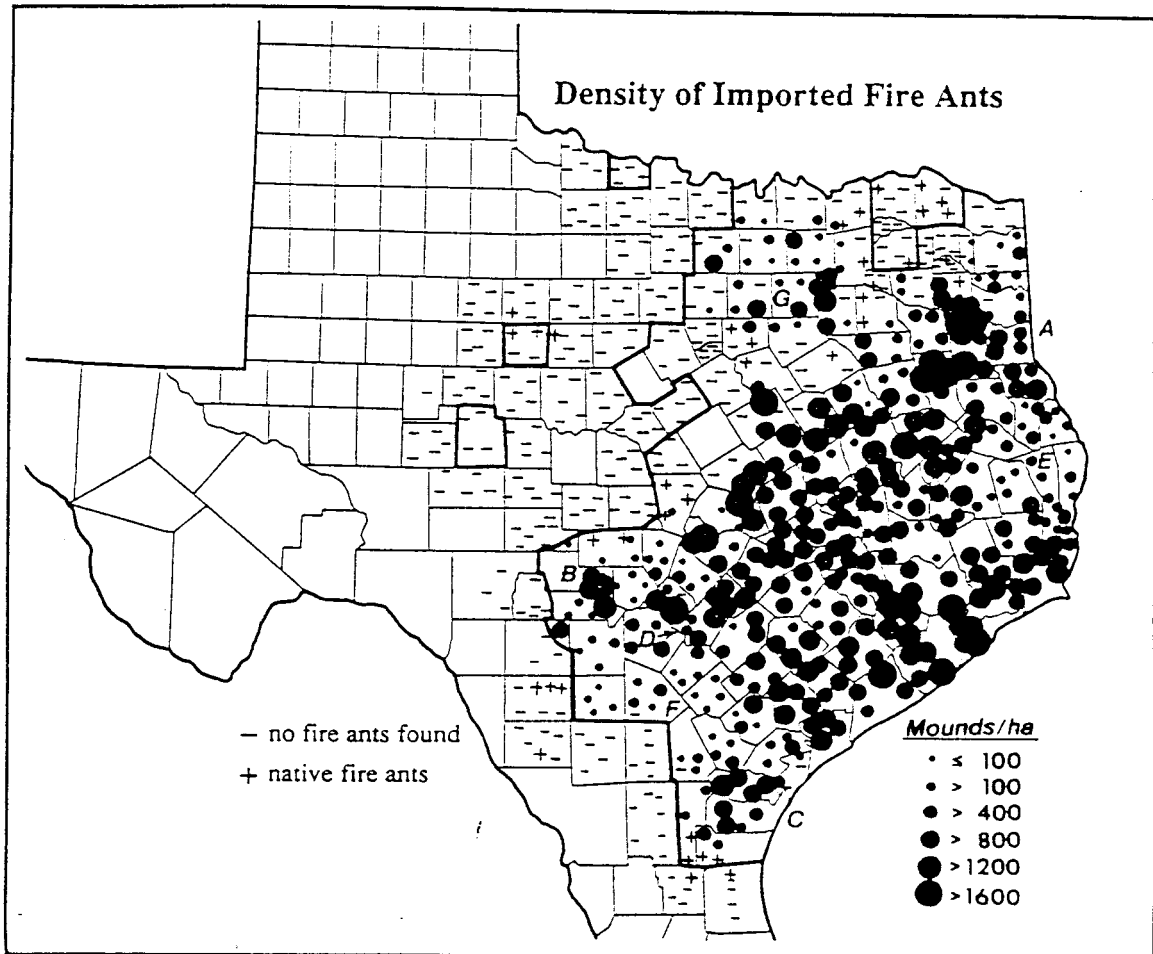 Density of Imported Fire Ants
G
A
E
B
D
F
C
– no fire ants found
+ native fire ants
Mounds/ha
≤ 100
> 100
> 400
> 800
>1200
>1600